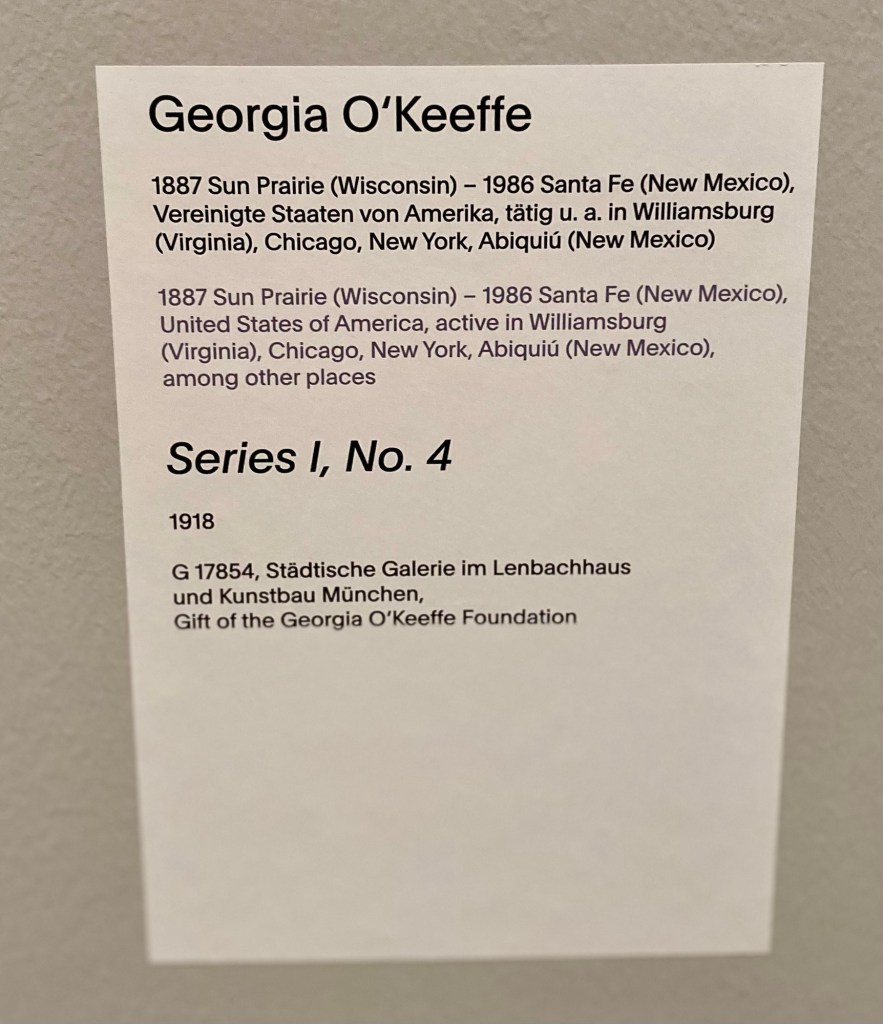 Georgia O‘Keeffe
1887 Sun Prairie (Wisconsin) – 1986 Santa Fe (New Mexico),
Vereinigte Staaten von Amerika, tätig u. a. in Williamsburg
(Virginia), Chicago, New York, Abiquiú (New Mexico)
1887 Sun Prairie (Wisconsin) – 1986 Santa Fe (New Mexico),
United States of America, active in Williamsburg
(Virginia), Chicago, New York, Abiquiú (New Mexico),
among other places
Series I, No. 4
1918
G 17854, Städtische Galerie im Lenbachhaus
und Kunstbau München,
Gift of the Georgia O‘Keeffe Foundation